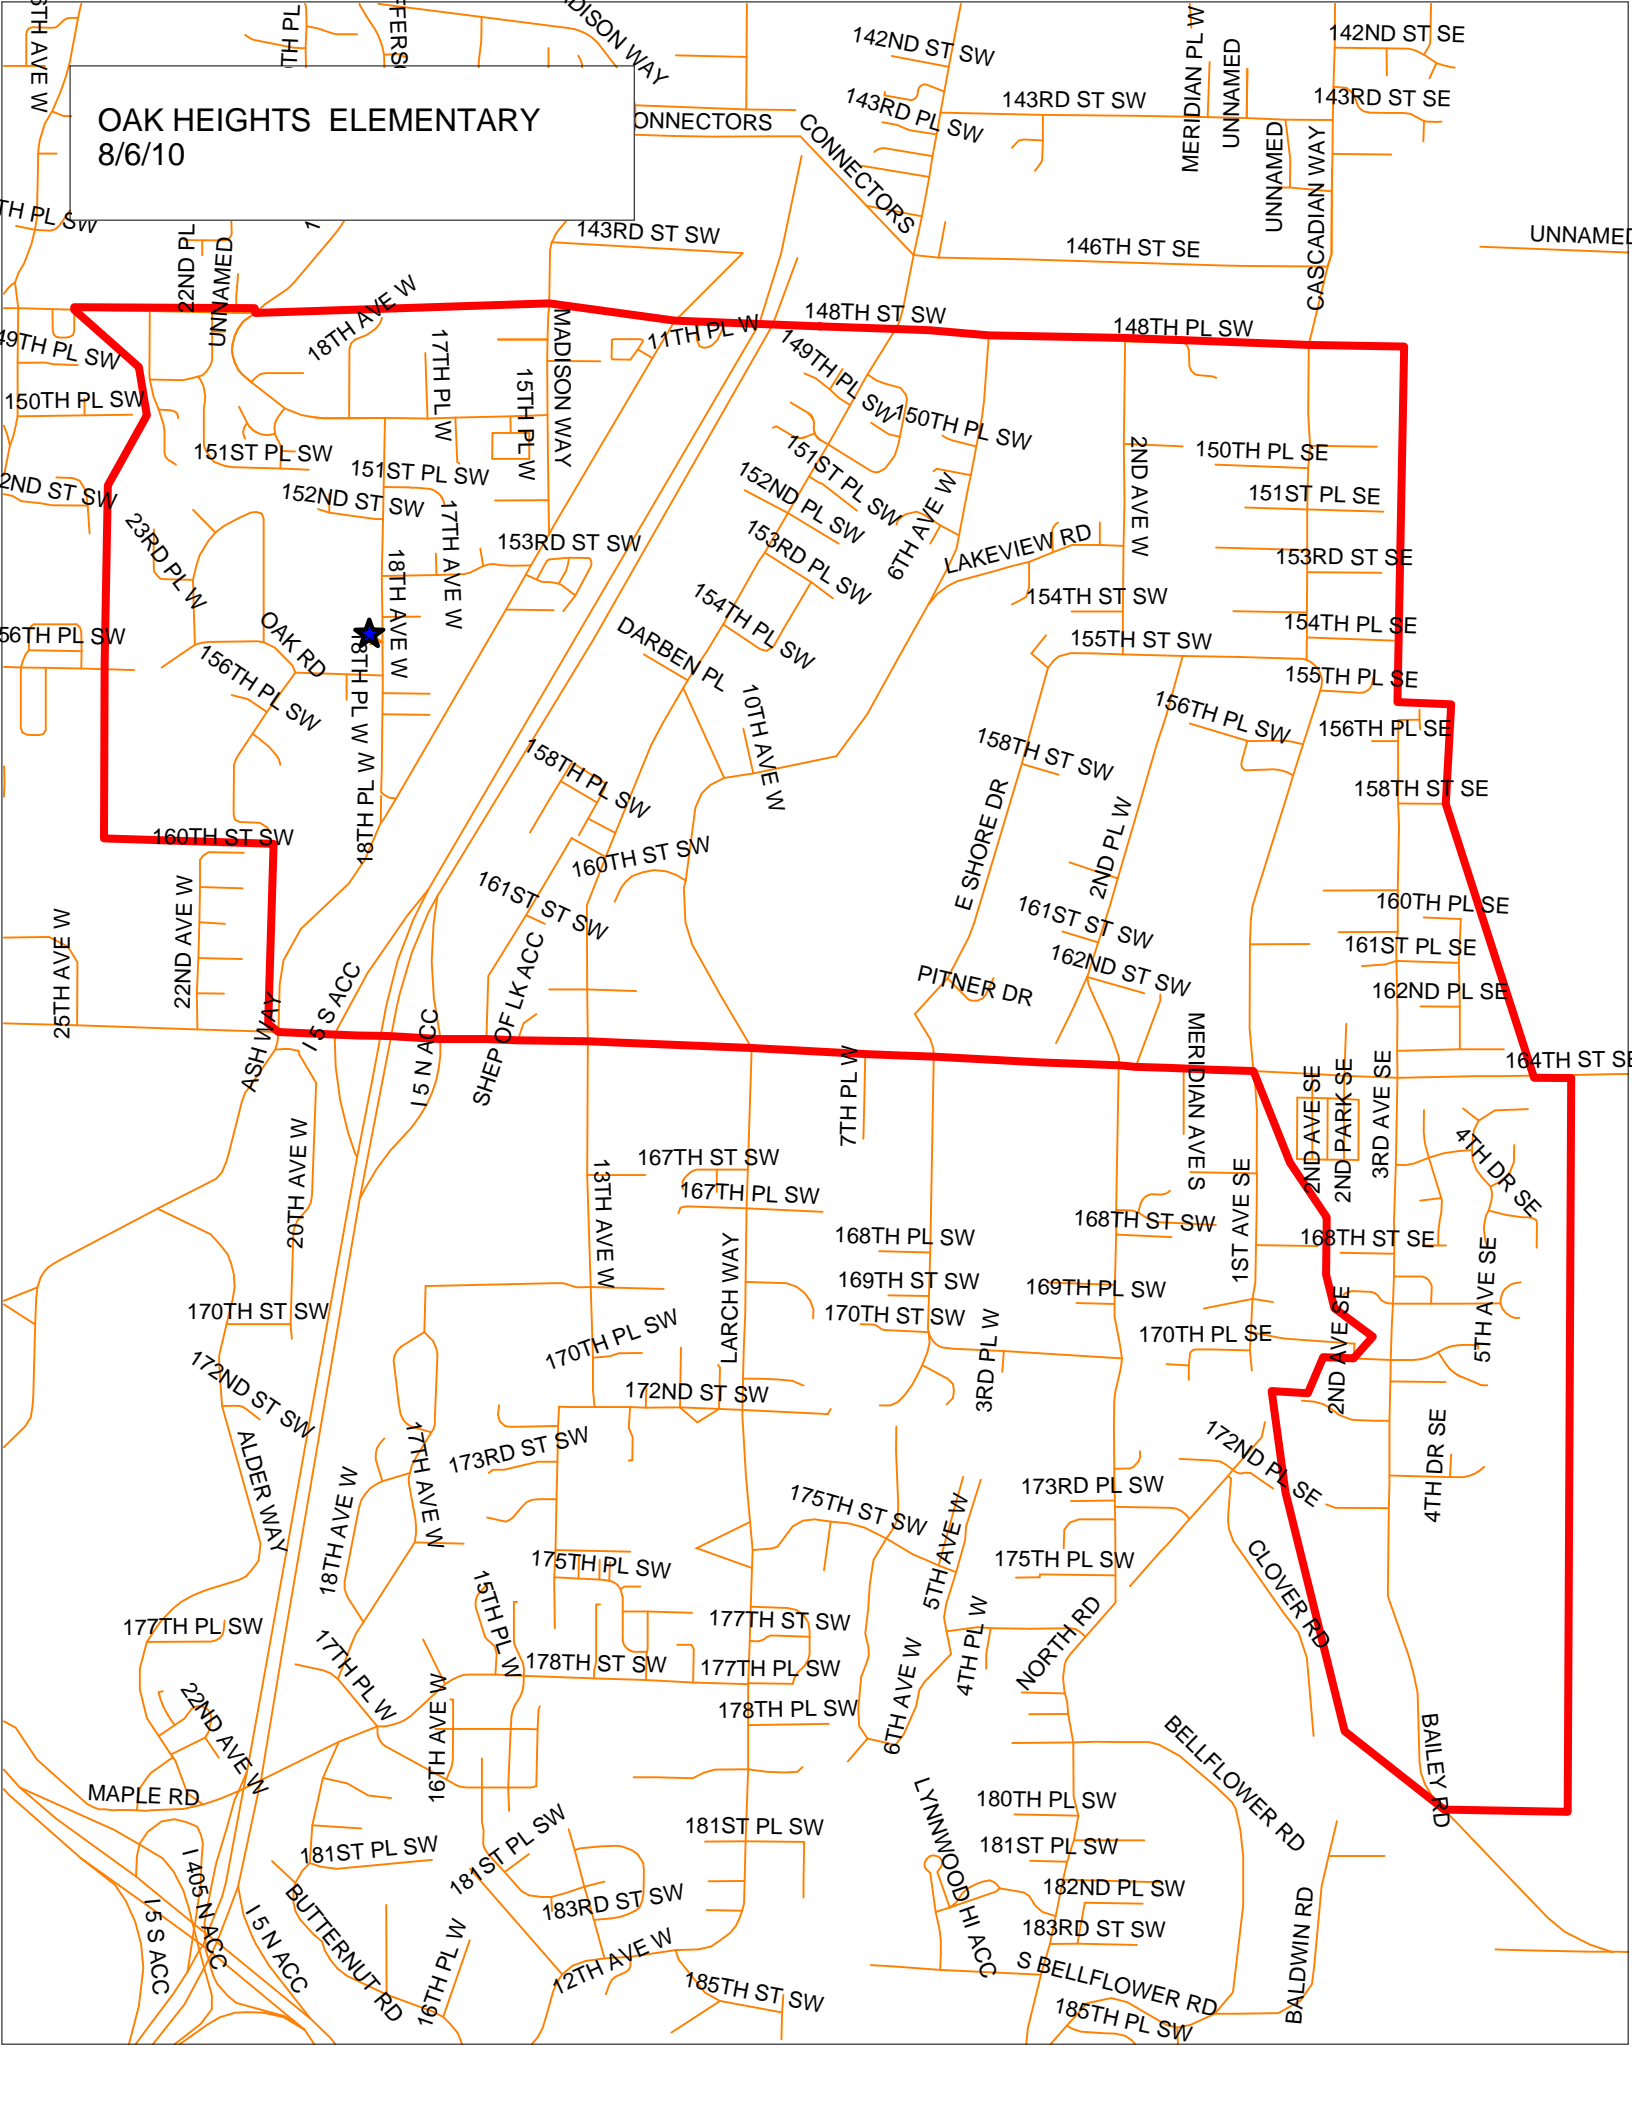 OAK HEIGHTS ELEMENTARY
8/6/10
5TH AVE W
TH PL
FFERS
DISON WAY
142ND ST SW
MERIDIAN PL W
UNNAMED
142ND ST SE
143RD PL SW
143RD ST SW
143RD ST SE
ONNECTORS
CONNECTORS
UNNAMED
CASCADIAN WAY
TH PL SW
1
22ND PL
UNNAMED
143RD ST SW
146TH ST SE
UNNAMED
18TH AVE W
148TH ST SW
148TH PL SW
49TH PL SW
17TH PL W
MADISON WAY
11TH PL W
149TH PL SW
150TH PL SW
15TH PL W
150TH PL SW
151ST PL SW
151ST PL SW
151ST PL SW
2ND AVE W
150TH PL SE
2ND ST SW
152ND ST SW
152ND PL SW
151ST PL SE
23RD PL W
17TH AVE W
153RD ST SW
153RD PL SW
6TH AVE W
LAKEVIEW RD
153RD ST SE
18TH AVE W
154TH PL SW
154TH ST SW
154TH PL SE
56TH PL SW
OAK RD
DARBEN PL
155TH ST SW
155TH PL SE
156TH PL SW
18TH PL W W PL W
10TH AVE W
156TH PL SW
156TH PL SE
158TH PL SW
158TH ST SW
158TH ST SE
160TH ST SW
160TH ST SW
E SHORE DR
2ND PL W
25TH AVE W
22ND AVE W
161ST ST SW
161ST ST SW
160TH PL SE
161ST PL SE
ASH WAY
I 5 S ACC
I 5 N ACC
SHEP OF LK ACC
PITNER DR
162ND ST SW
162ND PL SE
164TH ST SE
7TH PL W
MERIDIAN AVE S
2ND AVE SE
2ND PARK SE
3RD AVE SE
4TH DR SE
20TH AVE W
13TH AVE W
167TH ST SW
167TH PL SW
168TH PL SW
168TH ST SW
1ST AVE SE
168TH ST SE
169TH ST SW
169TH PL SW
170TH ST SW
170TH PL SW
LARCH WAY
170TH ST SW
3RD PL W
170TH PL SE
2ND AVE SE
5TH AVE SE
172ND ST SW
172ND ST SW
ALDER WAY
17TH AVE W
173RD ST SW
172ND PL SE
4TH DR SE
18TH AVE W
175TH ST SW
5TH AVE W
173RD PL SW
175TH PL SW
175TH PL SW
CLOVER RD
177TH PL SW
15TH PL W
17TH PL W
177TH ST SW
4TH PL W
NORTH RD
178TH ST SW
177TH PL SW
6TH AVE W
22ND AVE W
16TH AVE W
178TH PL SW
BELLFLOWER RD
BAILEY RD
MAPLE RD
LYNNWOOD HI ACC
180TH PL SW
181ST PL SW
181ST PL SW
181ST PL SW
181ST PL SW
I 5 S ACC
I 405 N ACC
I 5 N ACC
BUTTERNUT RD
16TH PL W
183RD ST SW
182ND PL SW
183RD ST SW
BALDWIN RD
12TH AVE W
185TH ST SW
S BELLFLOWER RD
185TH PL SW